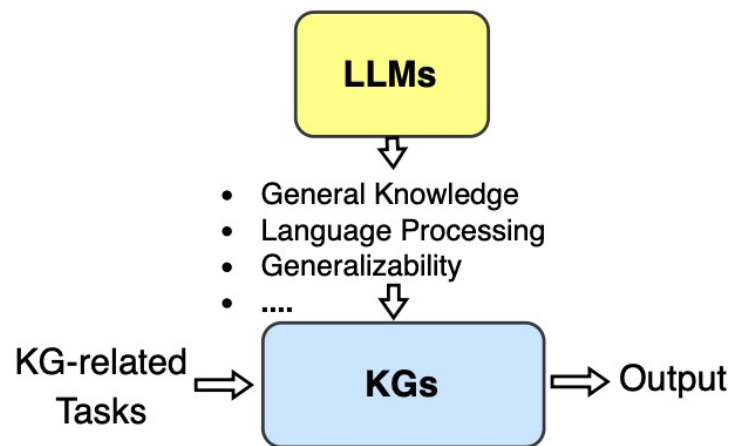 LLMs
• General Knowledge
• Language Processing
• Generalizability
• ....
KG-related
Tasks
KGs
Output